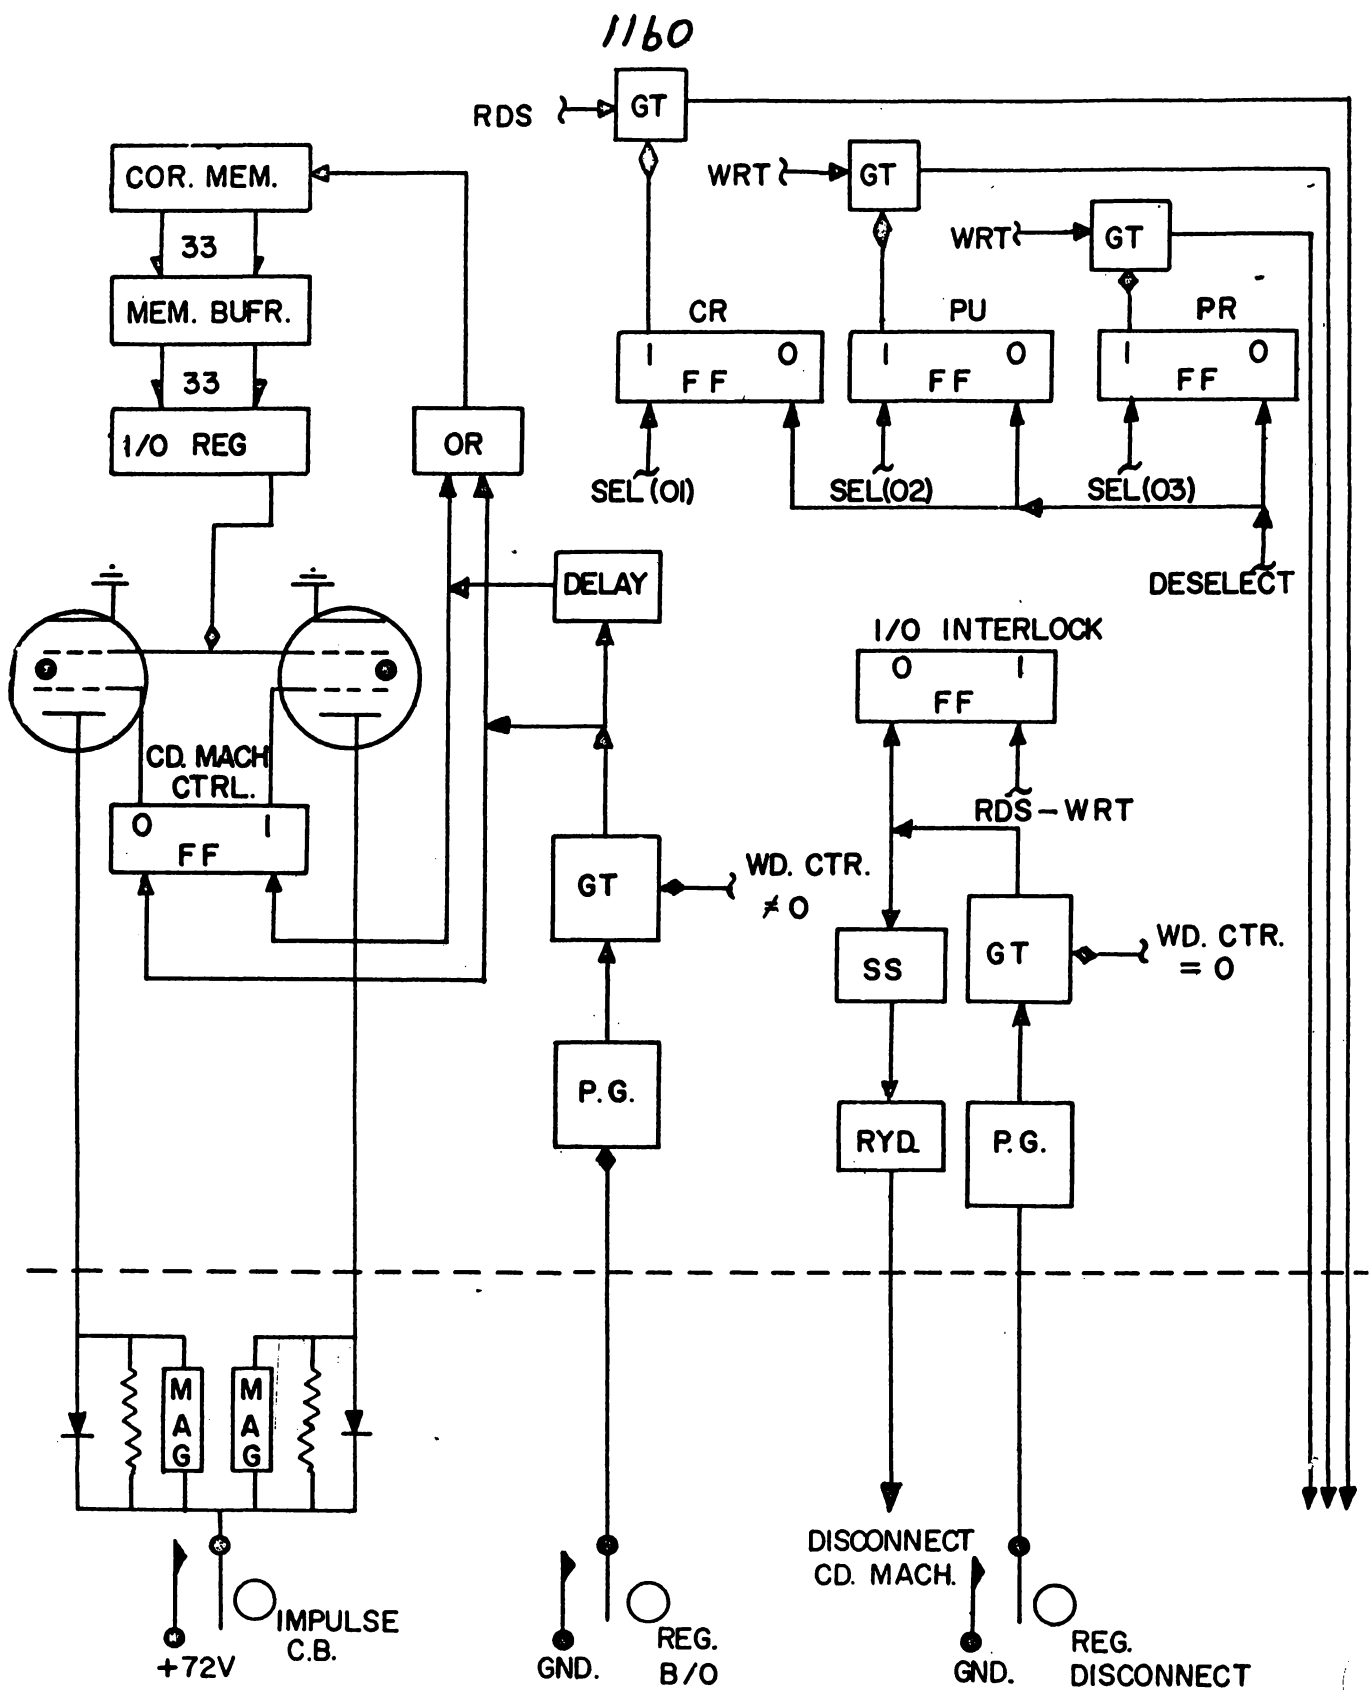 1160
RDS
GT
WRT
GT
WRT
GT
COR. MEM.
33
MEM. BUFR.
33
I/O REG
OR
CR
1 0
FF
PU
1 0
FF
PR
1 0
FF
SEL(01)
SEL(02)
SEL(03)
DESELECT
DELAY
I/O INTERLOCK
0 1
FF
RDS-WRT
CD. MACH
CTRL.
0 1
FF
GT
WD. CTR.
≠ 0
SS
GT
WD. CTR.
= 0
P.G.
RYD.
P.G.
MAG
MAG
DISCONNECT
CD. MACH.
IMPULSE
C.B.
+72V
GND.
REG.
B/O
GND.
REG.
DISCONNECT